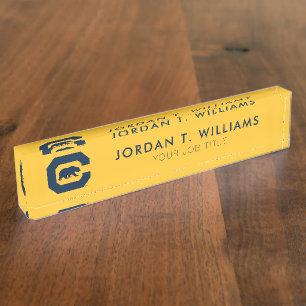 JORDAN T. WILLIAMS
JORDAN T. WILLIAMS
YOUR JOB TITLE
C